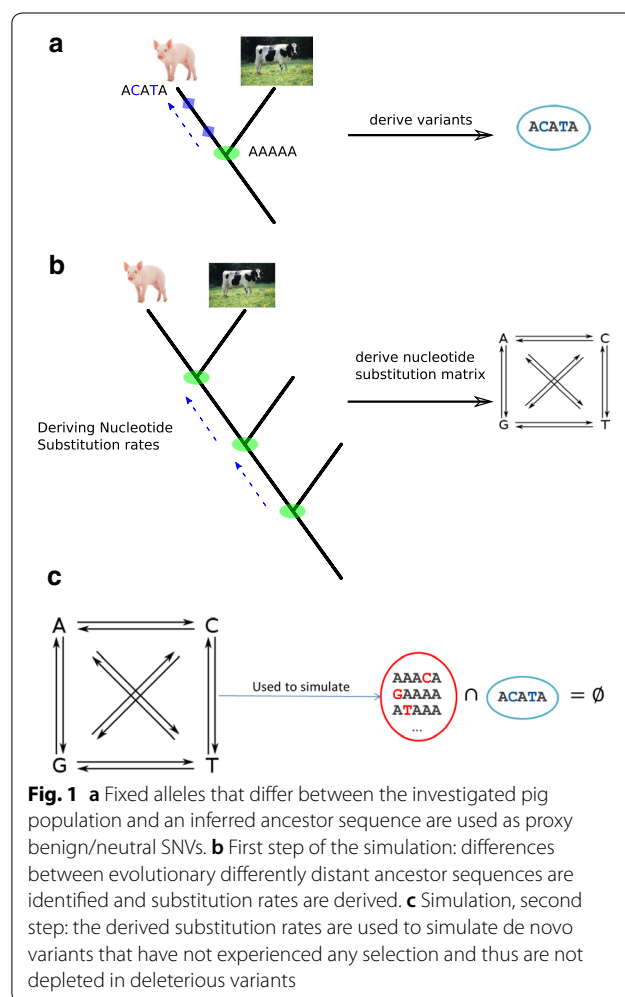 a
ACATA
AAAAA
derive variants
ACATA
b
Deriving Nucleotide
Substitution rates
derive nucleotide
substitution matrix
A C
G T
c
A C
G T
Used to simulate
AAACA
GAAAA
ATAAA
...
∩ ACATA = ∅
Fig. 1 a Fixed alleles that differ between the investigated pig
population and an inferred ancestor sequence are used as proxy
benign/neutral SNVs. b First step of the simulation: differences
between evolutionary differently distant ancestor sequences are
identified and substitution rates are derived. c Simulation, second
step: the derived substitution rates are used to simulate de novo
variants that have not experienced any selection and thus are not
depleted in deleterious variants